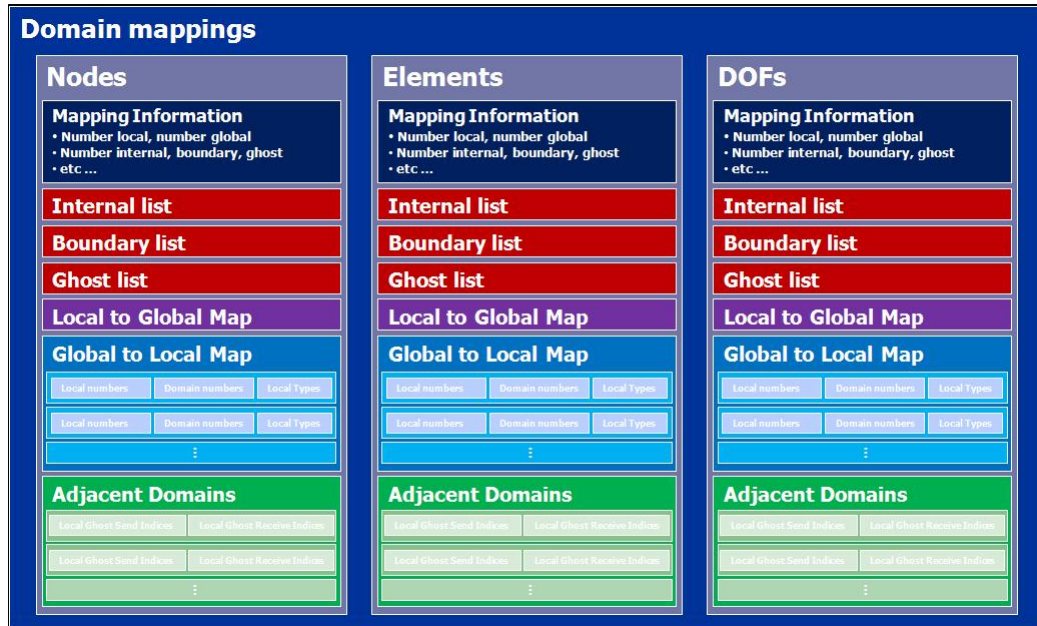 Domain mappings
Nodes
Mapping Information
• Number local, number global
• Number internal, boundary, ghost
• etc ...
Internal list
Boundary list
Ghost list
Local to Global Map
Global to Local Map
Local numbers Domain numbers Local Types
Local numbers Domain numbers Local Types
⋮
Adjacent Domains
Local Ghost Send Indices Local Ghost Receive Indices
Local Ghost Send Indices Local Ghost Receive Indices
⋮
Elements
Mapping Information
• Number local, number global
• Number internal, boundary, ghost
• etc ...
Internal list
Boundary list
Ghost list
Local to Global Map
Global to Local Map
Local numbers Domain numbers Local Types
Local numbers Domain numbers Local Types
⋮
Adjacent Domains
Local Ghost Send Indices Local Ghost Receive Indices
Local Ghost Send Indices Local Ghost Receive Indices
⋮
DOFs
Mapping Information
• Number local, number global
• Number internal, boundary, ghost
• etc ...
Internal list
Boundary list
Ghost list
Local to Global Map
Global to Local Map
Local numbers Domain numbers Local Types
Local numbers Domain numbers Local Types
⋮
Adjacent Domains
Local Ghost Send Indices Local Ghost Receive Indices
Local Ghost Send Indices Local Ghost Receive Indices
⋮